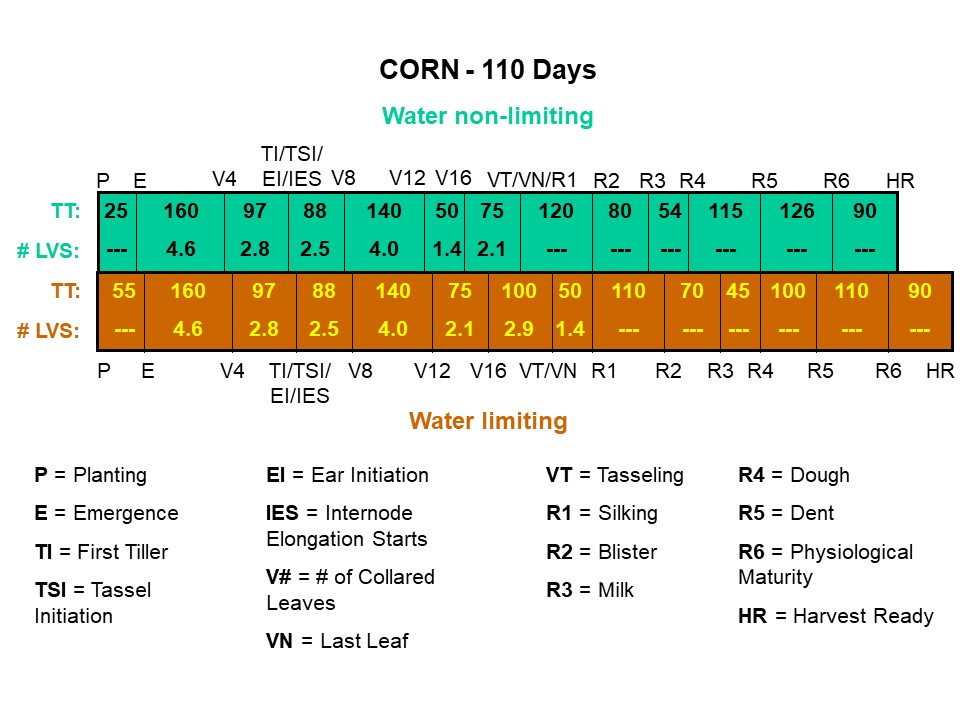 CORN - 110 Days
Water non-limiting
TI/TSI/
P E V4 EI/IES V8 V12 V16 VT/VN/R1 R2 R3 R4 R5 R6 HR
TT: 25 160 97 88 140 50 75 120 80 54 115 126 90
# LVS: --- 4.6 2.8 2.5 4.0 1.4 2.1 --- --- --- --- --- ---
TT: 55 160 97 88 140 75 100 50 110 70 45 100 110 90
# LVS: --- 4.6 2.8 2.5 4.0 2.1 2.9 1.4 --- --- --- --- --- ---
P E V4 TI/TSI/ V8 V12 V16 VT/VN R1 R2 R3 R4 R5 R6 HR
EI/IES
Water limiting
P = Planting
E = Emergence
TI = First Tiller
TSI = Tassel
Initiation
EI = Ear Initiation
IES = Internode
Elongation Starts
V# = # of Collared
Leaves
VN = Last Leaf
VT = Tasseling
R1 = Silking
R2 = Blister
R3 = Milk
R4 = Dough
R5 = Dent
R6 = Physiological
Maturity
HR = Harvest Ready